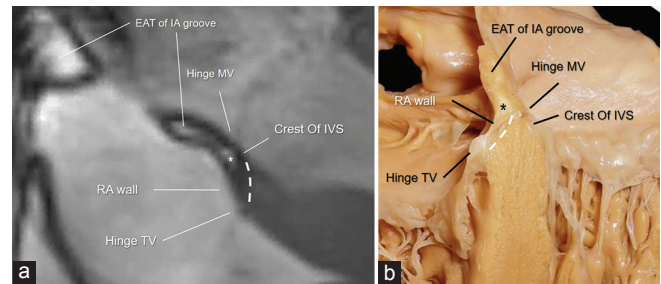 EAT of IA groove
Hinge MV
Crest Of IVS
*
RA wall
Hinge TV
a
EAT of IA groove
Hinge MV
RA wall
*
Crest Of IVS
Hinge TV
b